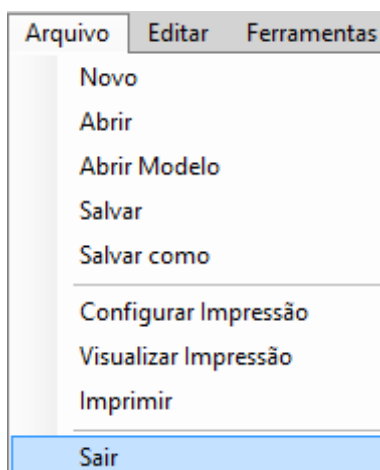 Arquivo Editar Ferramentas
Novo
Abrir
Abrir Modelo
Salvar
Salvar como
Configurar Impressão
Visualizar Impressão
Imprimir
Sair